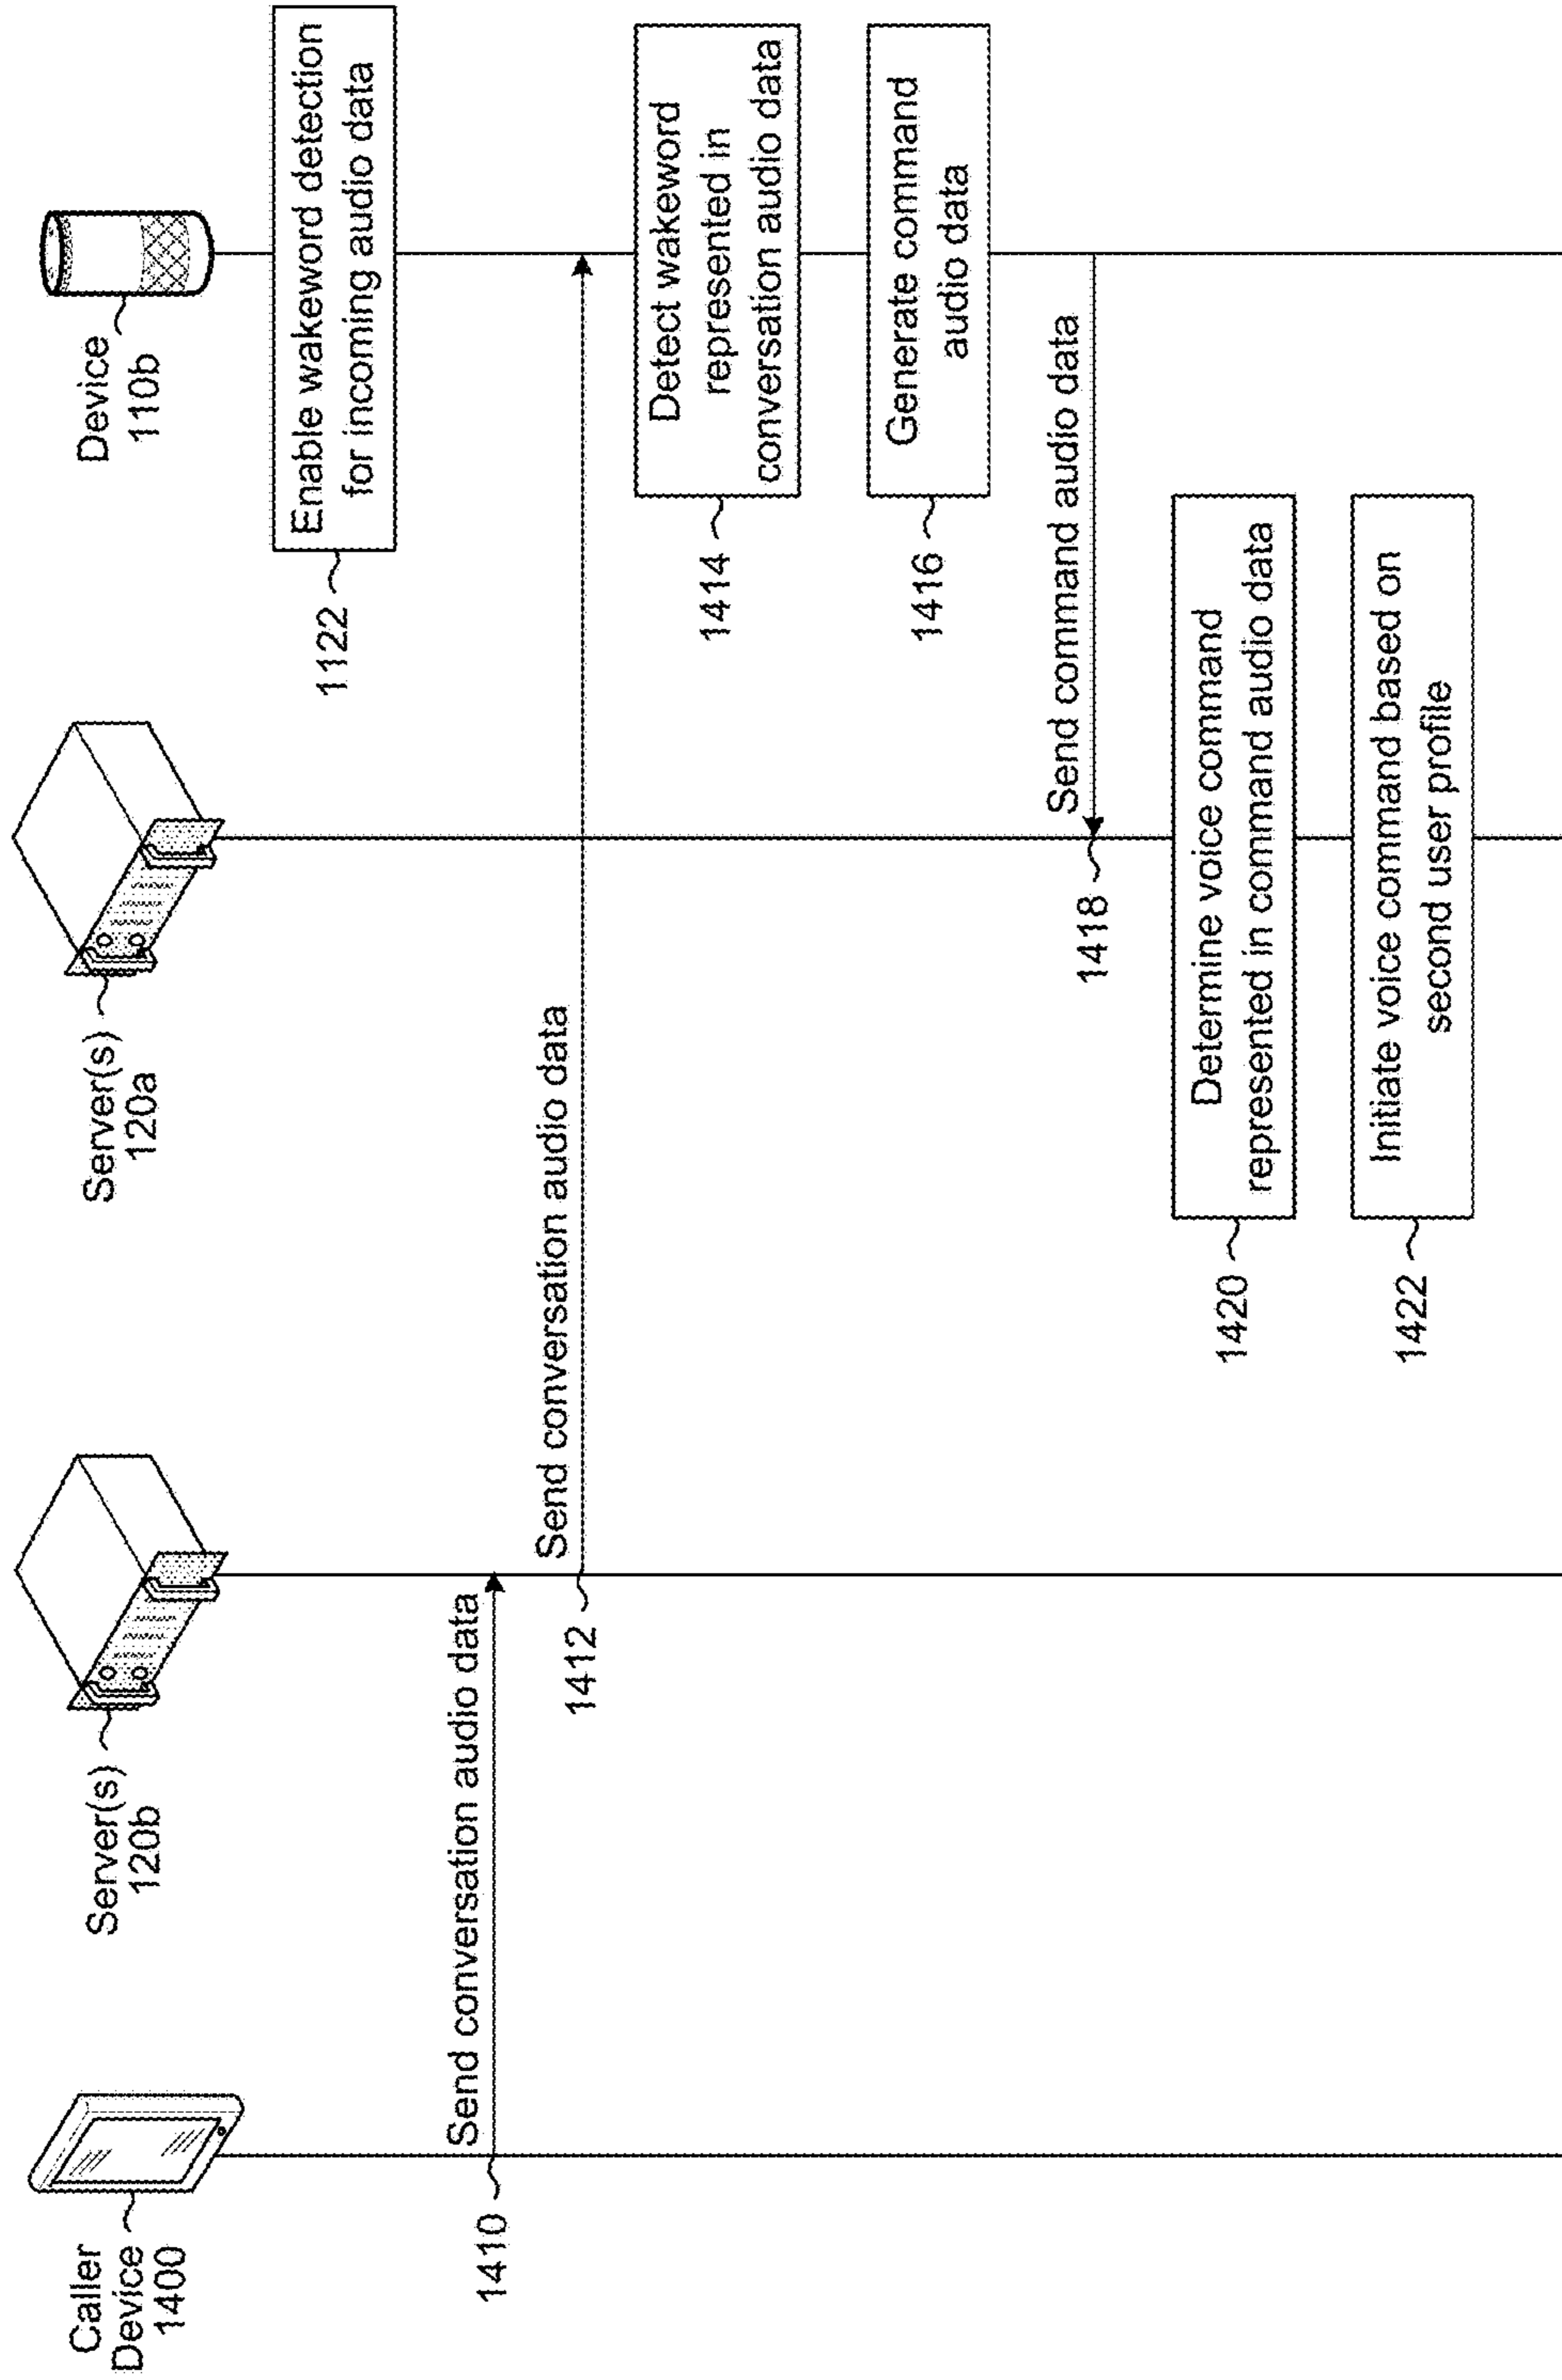 Caller
Device
1400
Server(s)
120b
Server(s)
120a
Device
110b
Enable wakeword detection
for incoming audio data
1122
Send conversation audio data
1410
Send conversation audio data
1412
Detect wakeword
represented in
conversation audio data
1414
Generate command
audio data
1416
Send command audio data
1418
Determine voice command
represented in command audio data
1420
Initiate voice command based on
second user profile
1422